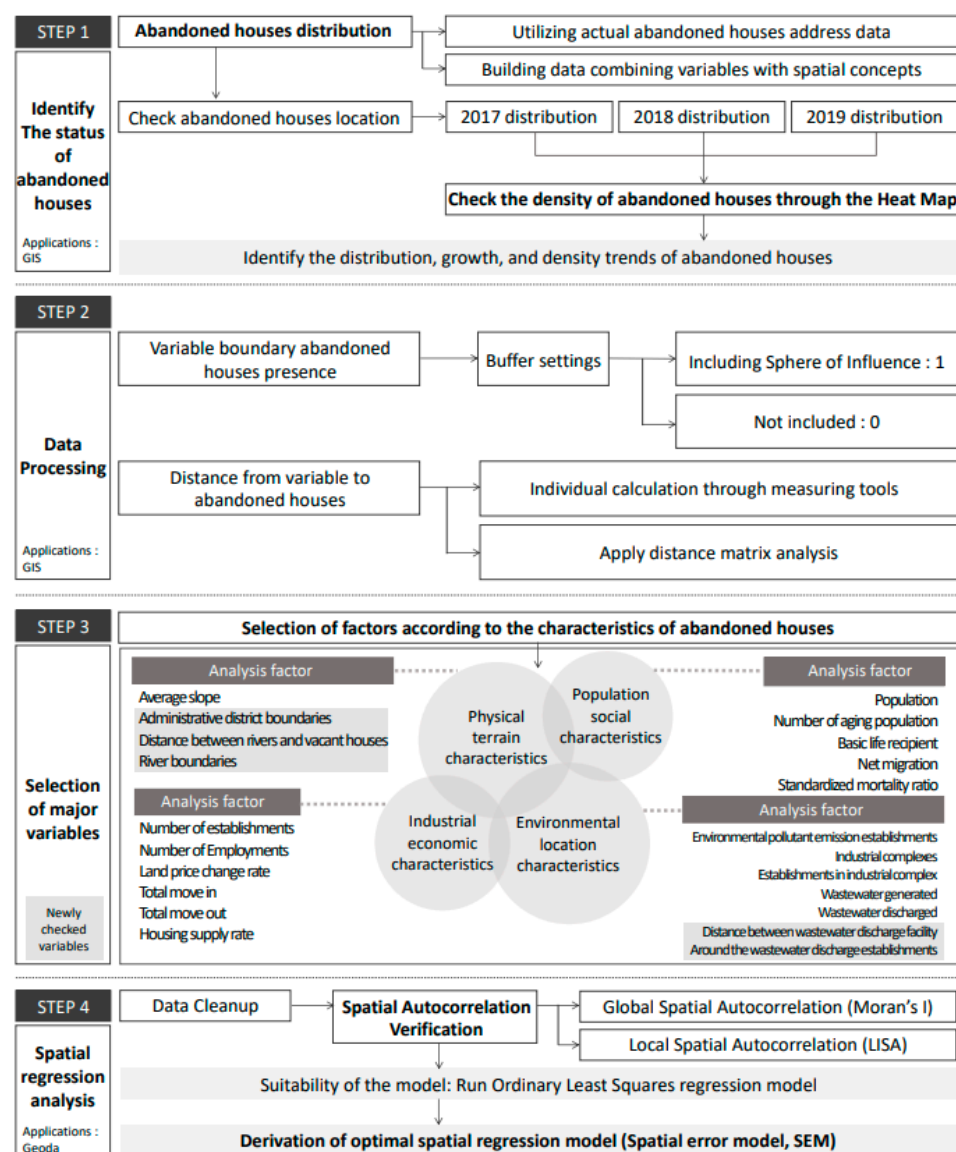 STEP 1
Identify
The status
of
abandoned
houses
Applications :
GIS
Abandoned houses distribution
Utilizing actual abandoned houses address data
Building data combining variables with spatial concepts
Check abandoned houses location
2017 distribution
2018 distribution
2019 distribution
Check the density of abandoned houses through the Heat Map
Identify the distribution, growth, and density trends of abandoned houses
STEP 2
Data
Processing
Applications :
GIS
Variable boundary abandoned
houses presence
Buffer settings
Including Sphere of Influence : 1
Not included : 0
Distance from variable to
abandoned houses
Individual calculation through measuring tools
Apply distance matrix analysis
STEP 3
Selection
of major
variables
Newly
checked
variables
Selection of factors according to the characteristics of abandoned houses
Analysis factor
Average slope
Administrative district boundaries
Distance between rivers and vacant houses
River boundaries
Analysis factor
Number of establishments
Number of Employments
Land price change rate
Total move in
Total move out
Housing supply rate
Physical
terrain
characteristics
Population
social
characteristics
Industrial
economic
characteristics
Environmental
location
characteristics
Analysis factor
Population
Number of aging population
Basic life recipient
Net migration
Standardized mortality ratio
Analysis factor
Environmental pollutant emission establishments
Industrial complexes
Establishments in industrial complex
Wastewater generated
Wastewater discharged
Distance between wastewater discharge facility
Around the wastewater discharge establishments
STEP 4
Spatial
regression
analysis
Applications :
Geoda
Data Cleanup
Spatial Autocorrelation
Verification
Global Spatial Autocorrelation (Moran's I)
Local Spatial Autocorrelation (LISA)
Suitability of the model: Run Ordinary Least Squares regression model
Derivation of optimal spatial regression model (Spatial error model, SEM)